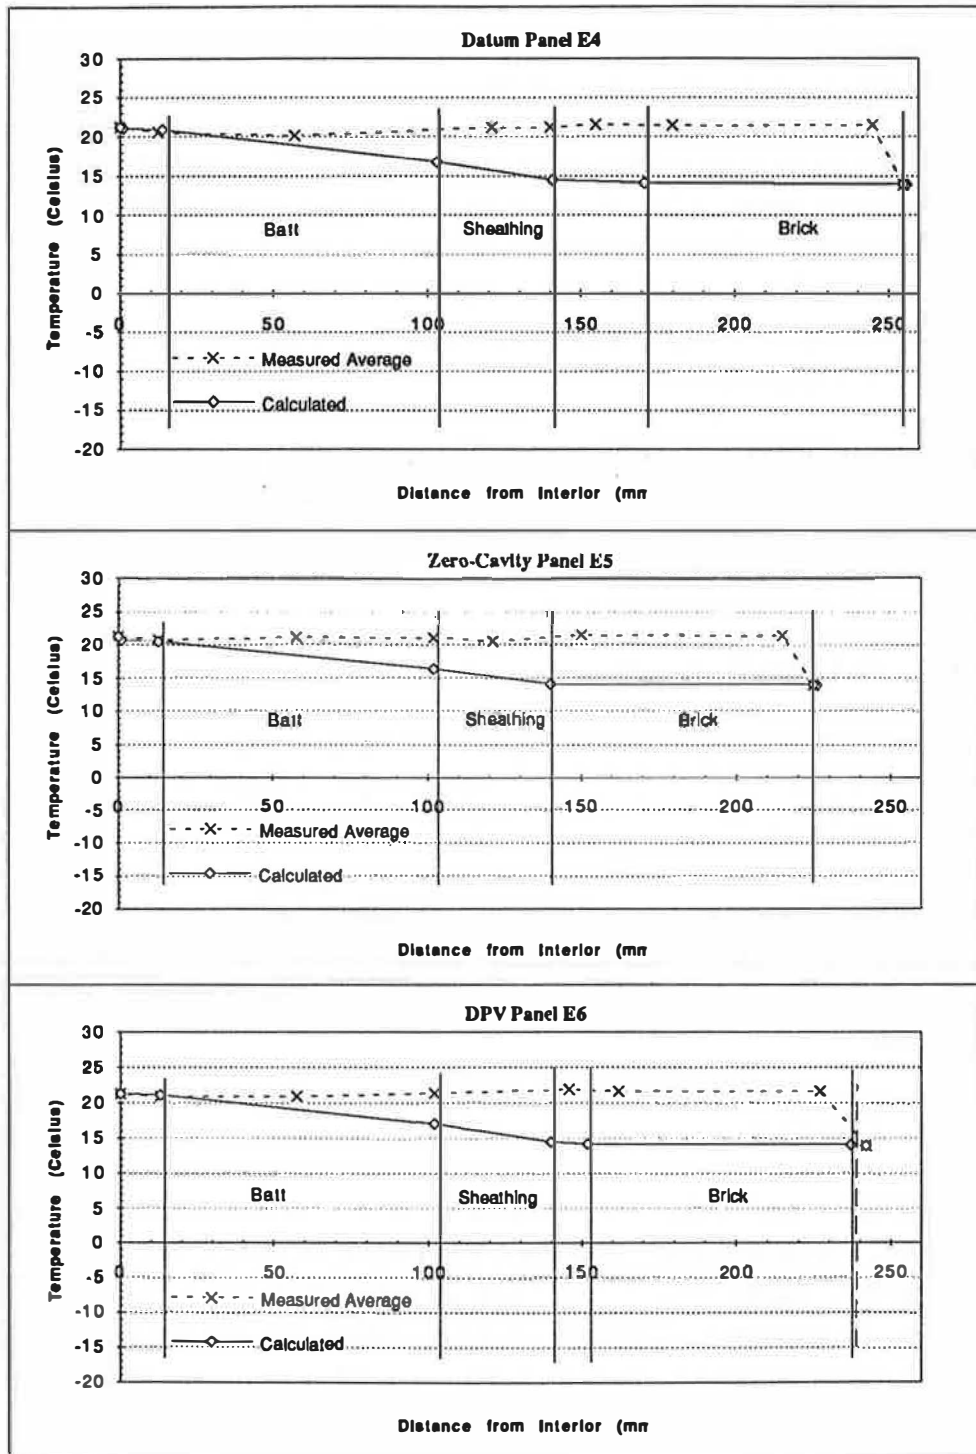 Datum Panel E4
30
25
20
15
10
5
0
-5
-10
-15
-20
Temperature (Celsius)
Batt
Sheathing
Brick
0 50 100 150 200 250
Measured Average
Calculated
Distance from Interior (mm
Zero-Cavity Panel E5
30
25
20
15
10
5
0
-5
-10
-15
-20
Temperature (Celsius)
Batt
Sheathing
Brick
0 50 100 150 200 250
Measured Average
Calculated
Distance from Interior (mm
DPV Panel E6
30
25
20
15
10
5
0
-5
-10
-15
-20
Temperature (Celsius)
Batt
Sheathing
Brick
0 50 100 150 200 250
Measured Average
Calculated
Distance from Interior (mm